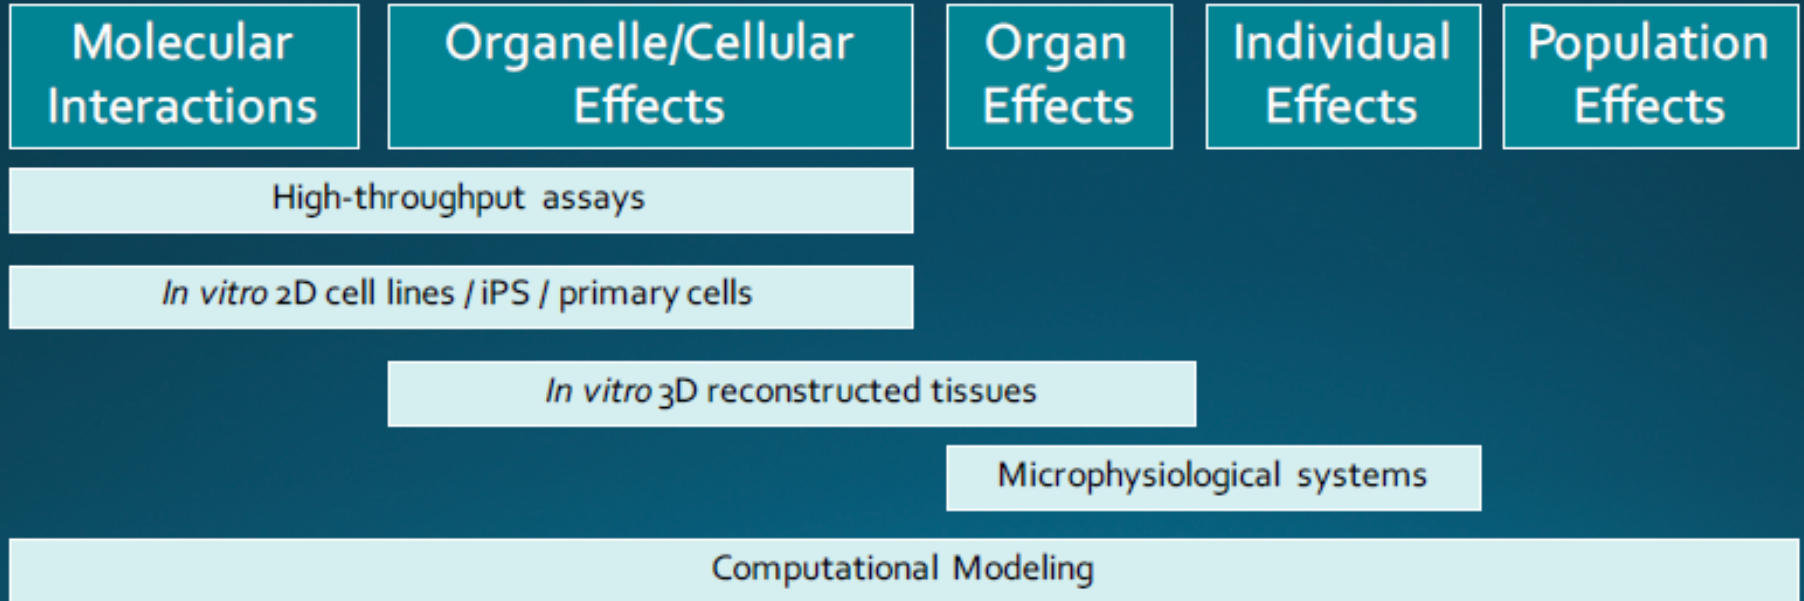 Molecular
Interactions
Organelle/Cellular
Effects
Organ
Effects
Individual
Effects
Population
Effects
High-throughput assays
In vitro 2D cell lines / iPS / primary cells
In vitro 3D reconstructed tissues
Microphysiological systems
Computational Modeling